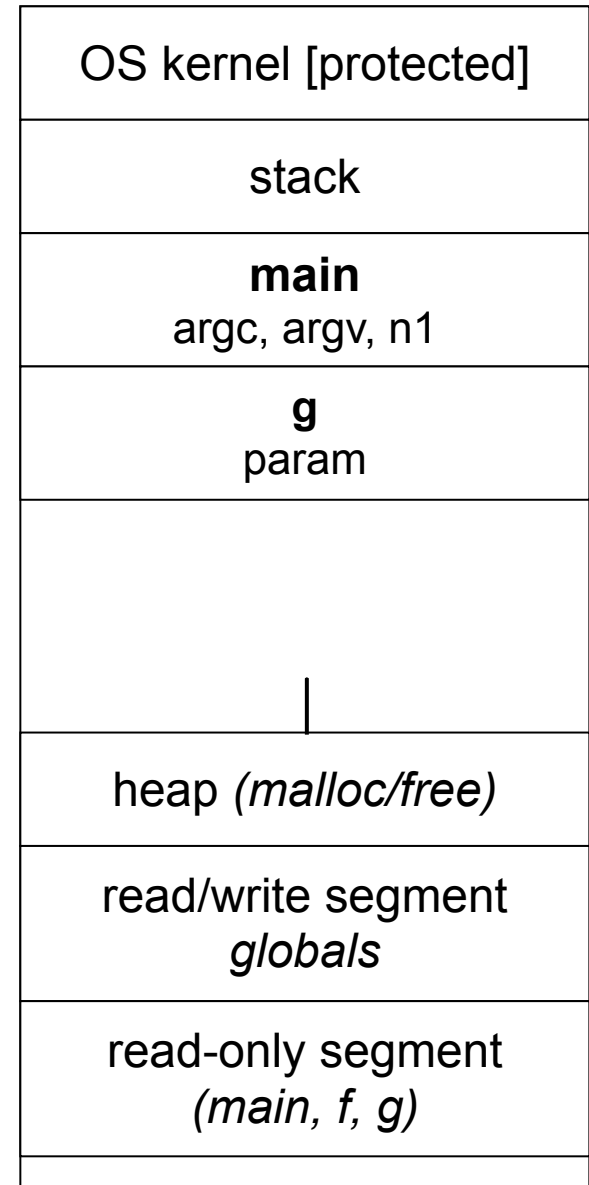 OS kernel [protected]
stack
main
argc, argv, n1
g
param
heap (malloc/free)
read/write segment
globals
read-only segment
(main, f, g)